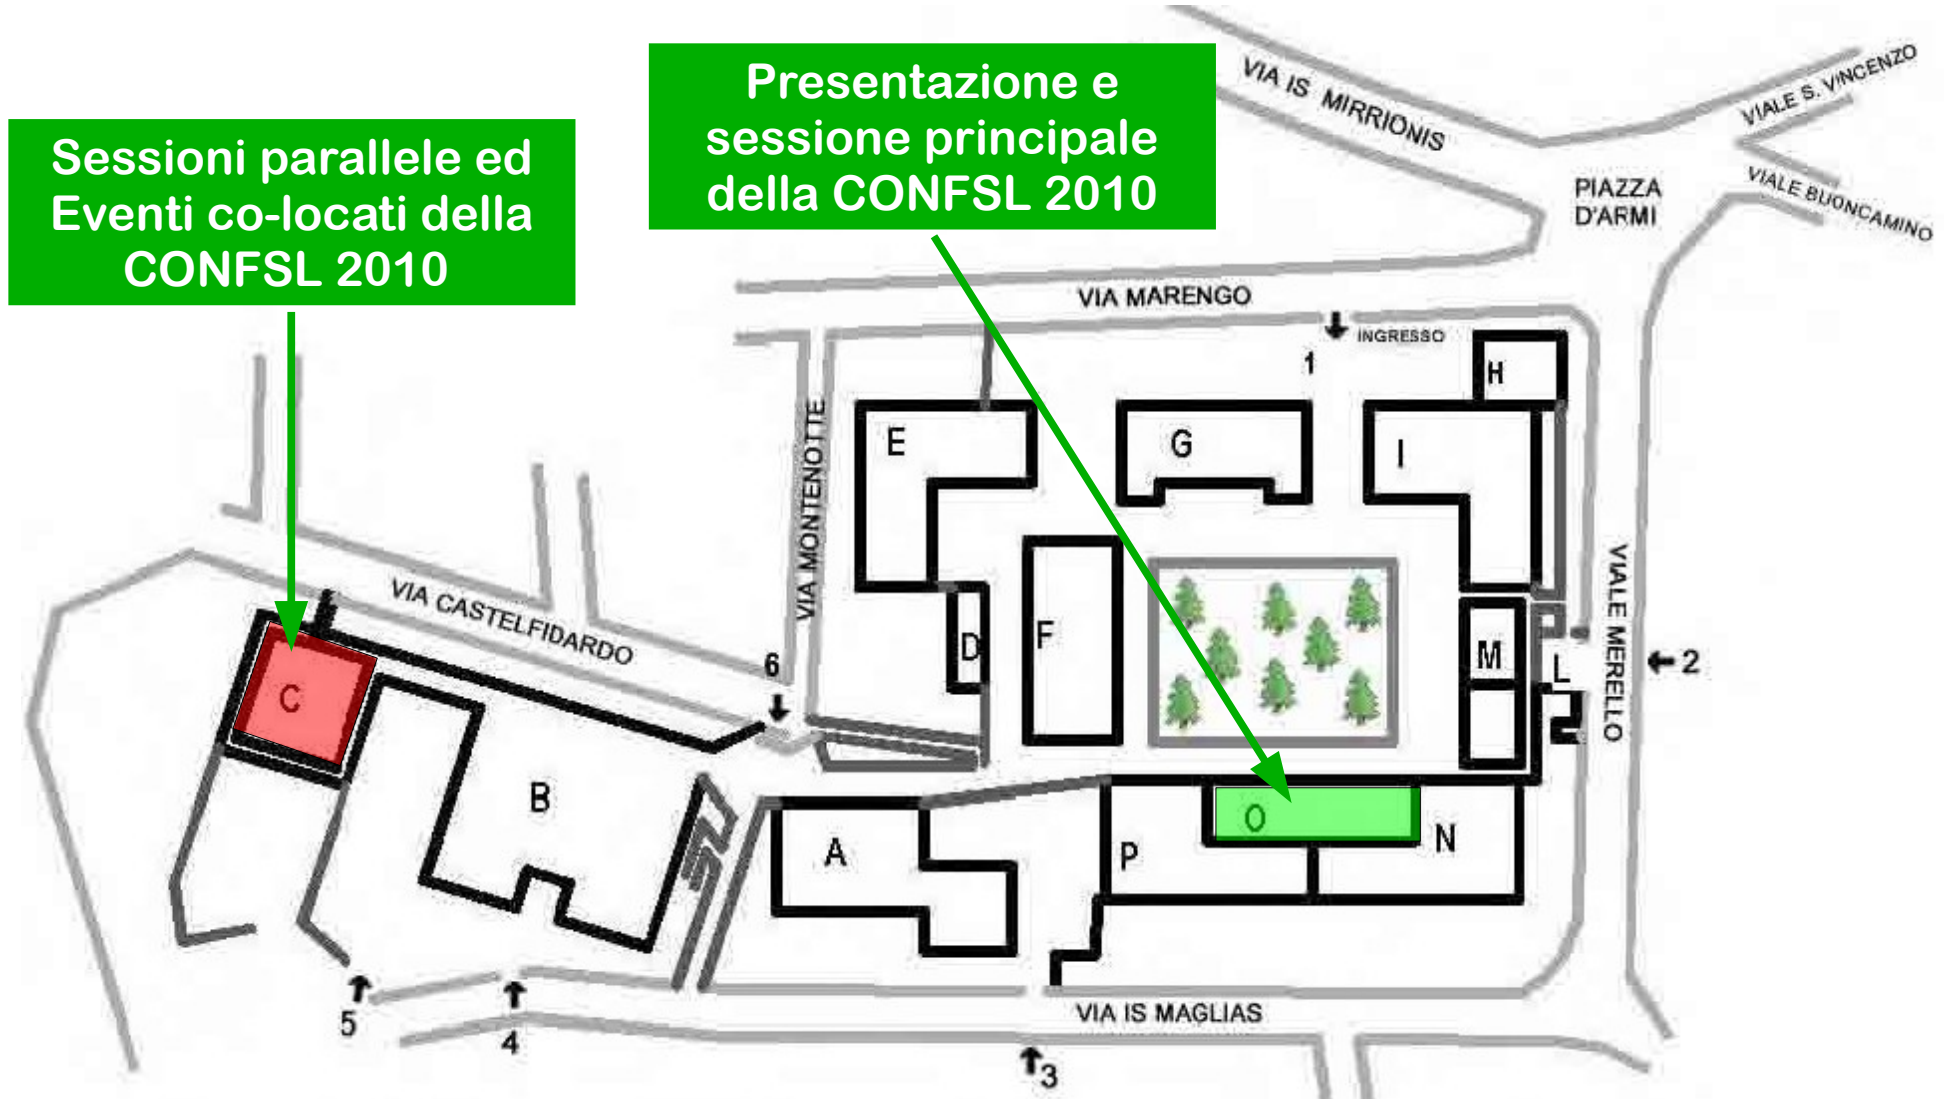 Presentazione e
sessione principale
della CONFSL 2010
Sessioni parallele ed
Eventi co-locati della
CONFSL 2010
VIA IS MIRRIONIS
VIALE S. VINCENZO
PIAZZA
D'ARMI
VIALE BUONCAMINO
VIA MARENGO
INGRESSO
1
H
E
G
I
VIA MONTENOTTE
VIA CASTELFIDARDO
VIALE MERELLO
D
F
M
L
2
6
C
B
A
P
O
N
5
4
VIA IS MAGLIAS
3